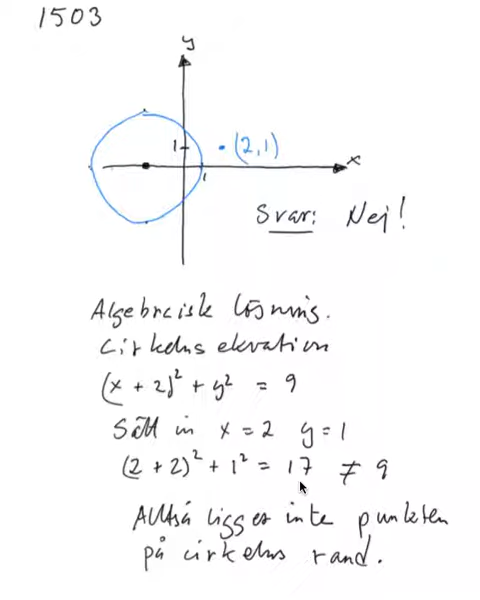 1503
y
1
(2,1)
x
1
Svar: Nej!
Algebraisk lösning.
Cirkelns ekvation
(x + 2)² + y² = 9
Sätt in x = 2 y = 1
(2 + 2)² + 1² = 17 ≠ 9
Alltså ligger inte punkten
på cirkelns rand.